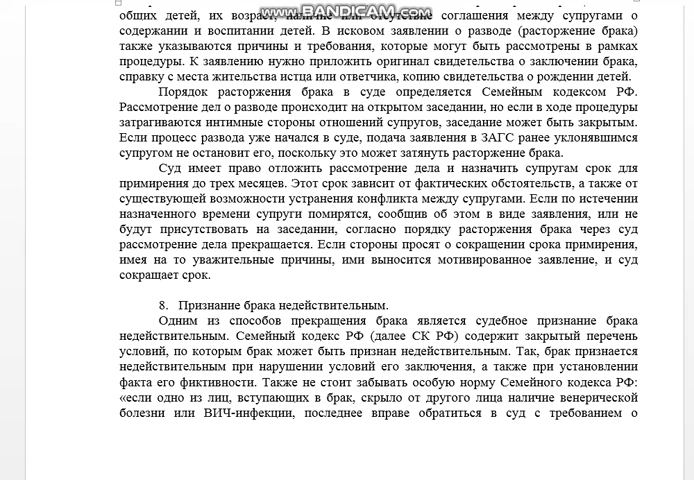 www.BANDICAM.com
общих детей, их возраст, наличие или отсутствие соглашения между супругами о
содержании и воспитании детей. В исковом заявлении о разводе (расторжение брака)
также указываются причины и требования, которые могут быть рассмотрены в рамках
процедуры. К заявлению нужно приложить оригинал свидетельства о заключении брака,
справку с места жительства истца или ответчика, копию свидетельства о рождении детей.
Порядок расторжения брака в суде определяется Семейным кодексом РФ.
Рассмотрение дел о разводе происходит на открытом заседании, но если в ходе процедуры
затрагиваются интимные стороны отношений супругов, заседание может быть закрытым.
Если процесс развода уже начался в суде, подача заявления в ЗАГС ранее уклонявшимся
супругом не остановит его, поскольку это может затянуть расторжение брака.
Суд имеет право отложить рассмотрение дела и назначить супругам срок для
примирения до трех месяцев. Этот срок зависит от фактических обстоятельств, а также от
существующей возможности устранения конфликта между супругами. Если по истечении
назначенного времени супруги помирятся, сообщив об этом в виде заявления, или не
будут присутствовать на заседании, согласно порядку расторжения брака через суд
рассмотрение дела прекращается. Если стороны просят о сокращении срока примирения,
имея на то уважительные причины, ими выносится мотивированное заявление, и суд
сокращает срок.
8. Признание брака недействительным.
Одним из способов прекращения брака является судебное признание брака
недействительным. Семейный кодекс РФ (далее СК РФ) содержит закрытый перечень
условий, по которым брак может быть признан недействительным. Так, брак признается
недействительным при нарушении условий его заключения, а также при установлении
факта его фиктивности. Также не стоит забывать особую норму Семейного кодекса РФ:
«если одно из лиц, вступающих в брак, скрыло от другого лица наличие венерической
болезни или ВИЧ-инфекции, последнее вправе обратиться в суд с требованием о